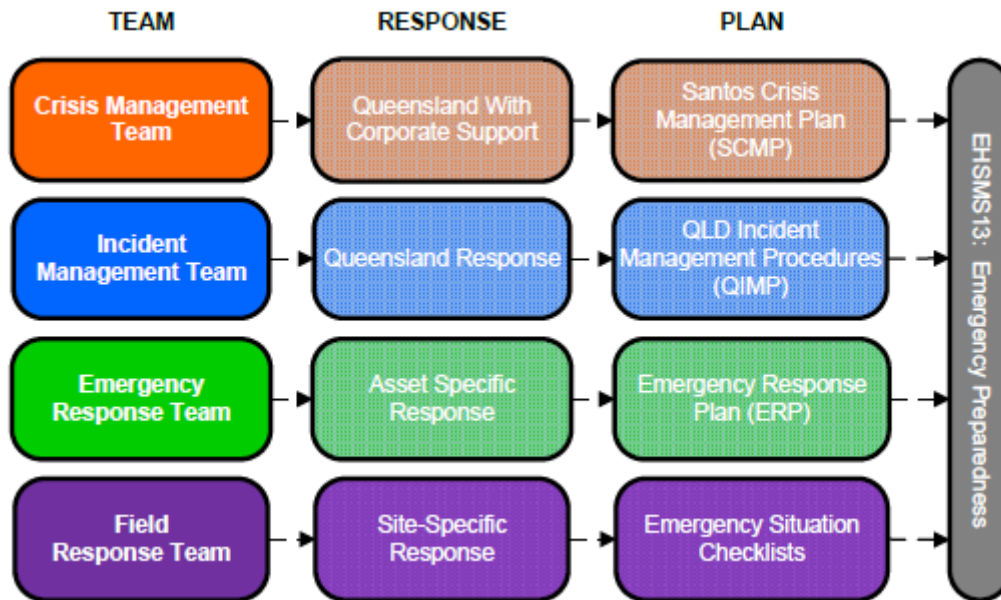 TEAM RESPONSE PLAN
Crisis Management
Team
Queensland With
Corporate Support
Santos Crisis
Management Plan
(SCMP)
Incident
Management Team
Queensland Response
QLD Incident
Management Procedures
(QIMP)
Emergency
Response Team
Asset Specific
Response
Emergency Response
Plan (ERP)
Field
Response Team
Site-Specific
Response
Emergency Situation
Checklists
EHSMS13: Emergency Preparedness